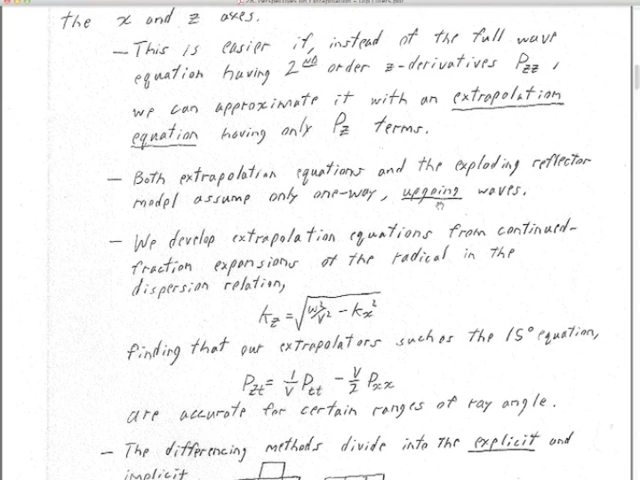 the x and z axes.
— This is easier if, instead of the full wave
equation having 2nd order z-derivatives Pzz,
we can approximate it with an extrapolation
equation having only Pz terms.
— Both extrapolation equations and the exploding reflector
model assume only one-way, upgoing waves.
— We develop extrapolation equations from continued-
fraction expansions of the radical in the
dispersion relation,
kz = √(ω²/v² − kx²)
finding that our extrapolators such as the 15° equation,
Pzt = 1/v Ptt − v/2 Pxx
are accurate for certain ranges of ray angle.
— The differencing methods divide into the explicit and
implicit